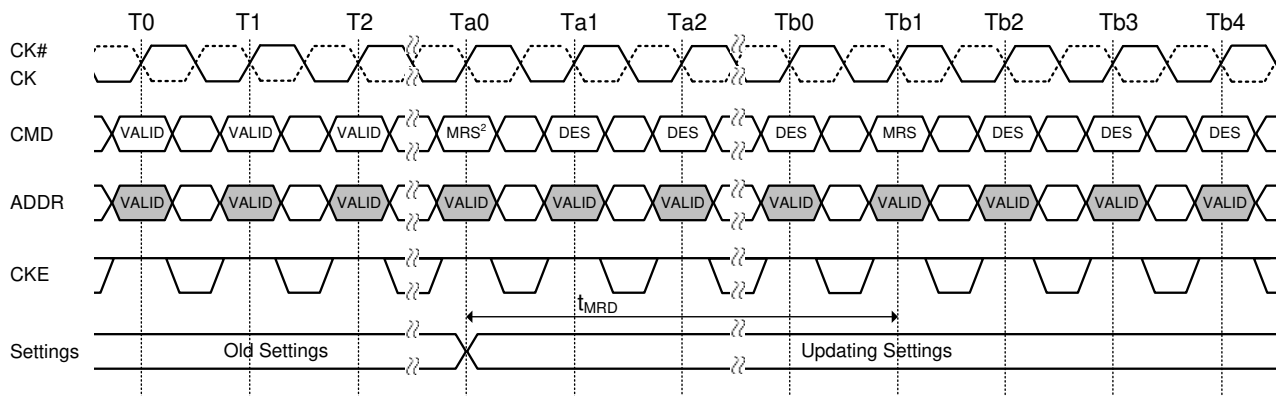 T0 T1 T2 Ta0 Ta1 Ta2 Tb0 Tb1 Tb2 Tb3 Tb4
CK#
CK
CMD VALID VALID VALID MRS² DES DES DES MRS DES DES DES
ADDR VALID VALID VALID VALID VALID VALID VALID VALID VALID VALID VALID
CKE
tMRD
Settings Old Settings Updating Settings